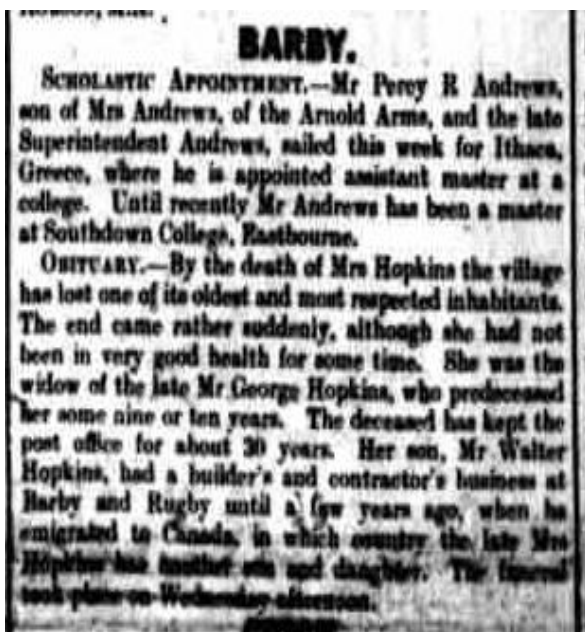 BARBY.
SCHOLASTIC APPOINTMENT.—Mr Percy R Andrews,
son of Mrs Andrews, of the Arnold Arms, and the late
Superintendent Andrews, sailed this week for Ithaca,
Greece, where he is appointed assistant master at a
college. Until recently Mr Andrews has been a master
at Southdown College, Eastbourne.
OBITUARY.—By the death of Mrs Hopkins the village
has lost one of its oldest and most respected inhabitants.
The end came rather suddenly, although she had not
been in very good health for some time. She was the
widow of the late Mr George Hopkins, who predeceased
her some nine or ten years. The deceased has kept the
post office for about 30 years. Her son, Mr Walter
Hopkins, had a builder's and contractor's business at
Barby and Rugby until a few years ago, when he
emigrated to Canada, in which country the late Mrs
Hopkins has another son and daughter. The funeral
took place on Wednesday afternoon.